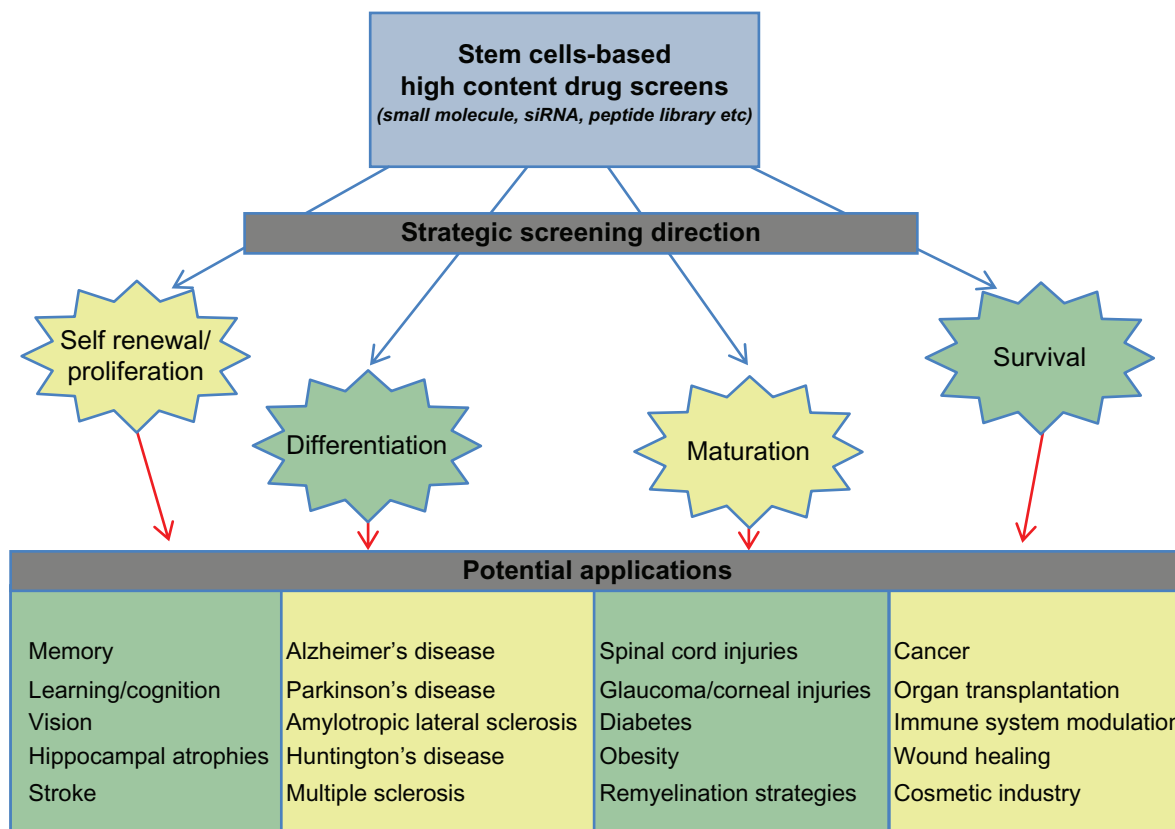 Stem cells-based
high content drug screens
(small molecule, siRNA, peptide library etc)
Strategic screening direction
Self renewal/
proliferation
Differentiation
Maturation
Survival
Potential applications
Memory
Learning/cognition
Vision
Hippocampal atrophies
Stroke
Alzheimer’s disease
Parkinson’s disease
Amylotropic lateral sclerosis
Huntington’s disease
Multiple sclerosis
Spinal cord injuries
Glaucoma/corneal injuries
Diabetes
Obesity
Remyelination strategies
Cancer
Organ transplantation
Immune system modulation
Wound healing
Cosmetic industry